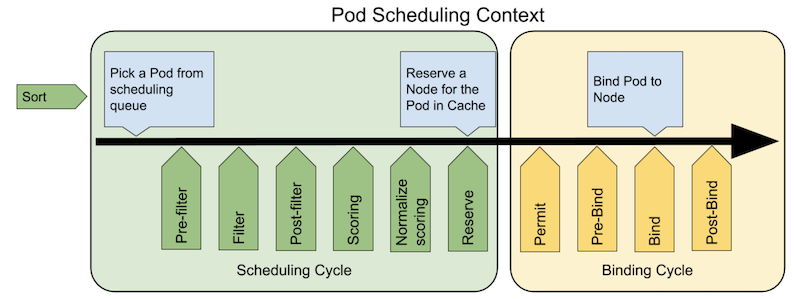 Pod Scheduling Context
Pick a Pod from
scheduling
queue
Reserve a
Node for the
Pod in Cache
Bind Pod to
Node
Sort
Pre-filter
Filter
Post-filter
Scoring
Normalize
scoring
Reserve
Permit
Pre-Bind
Bind
Post-Bind
Scheduling Cycle
Binding Cycle